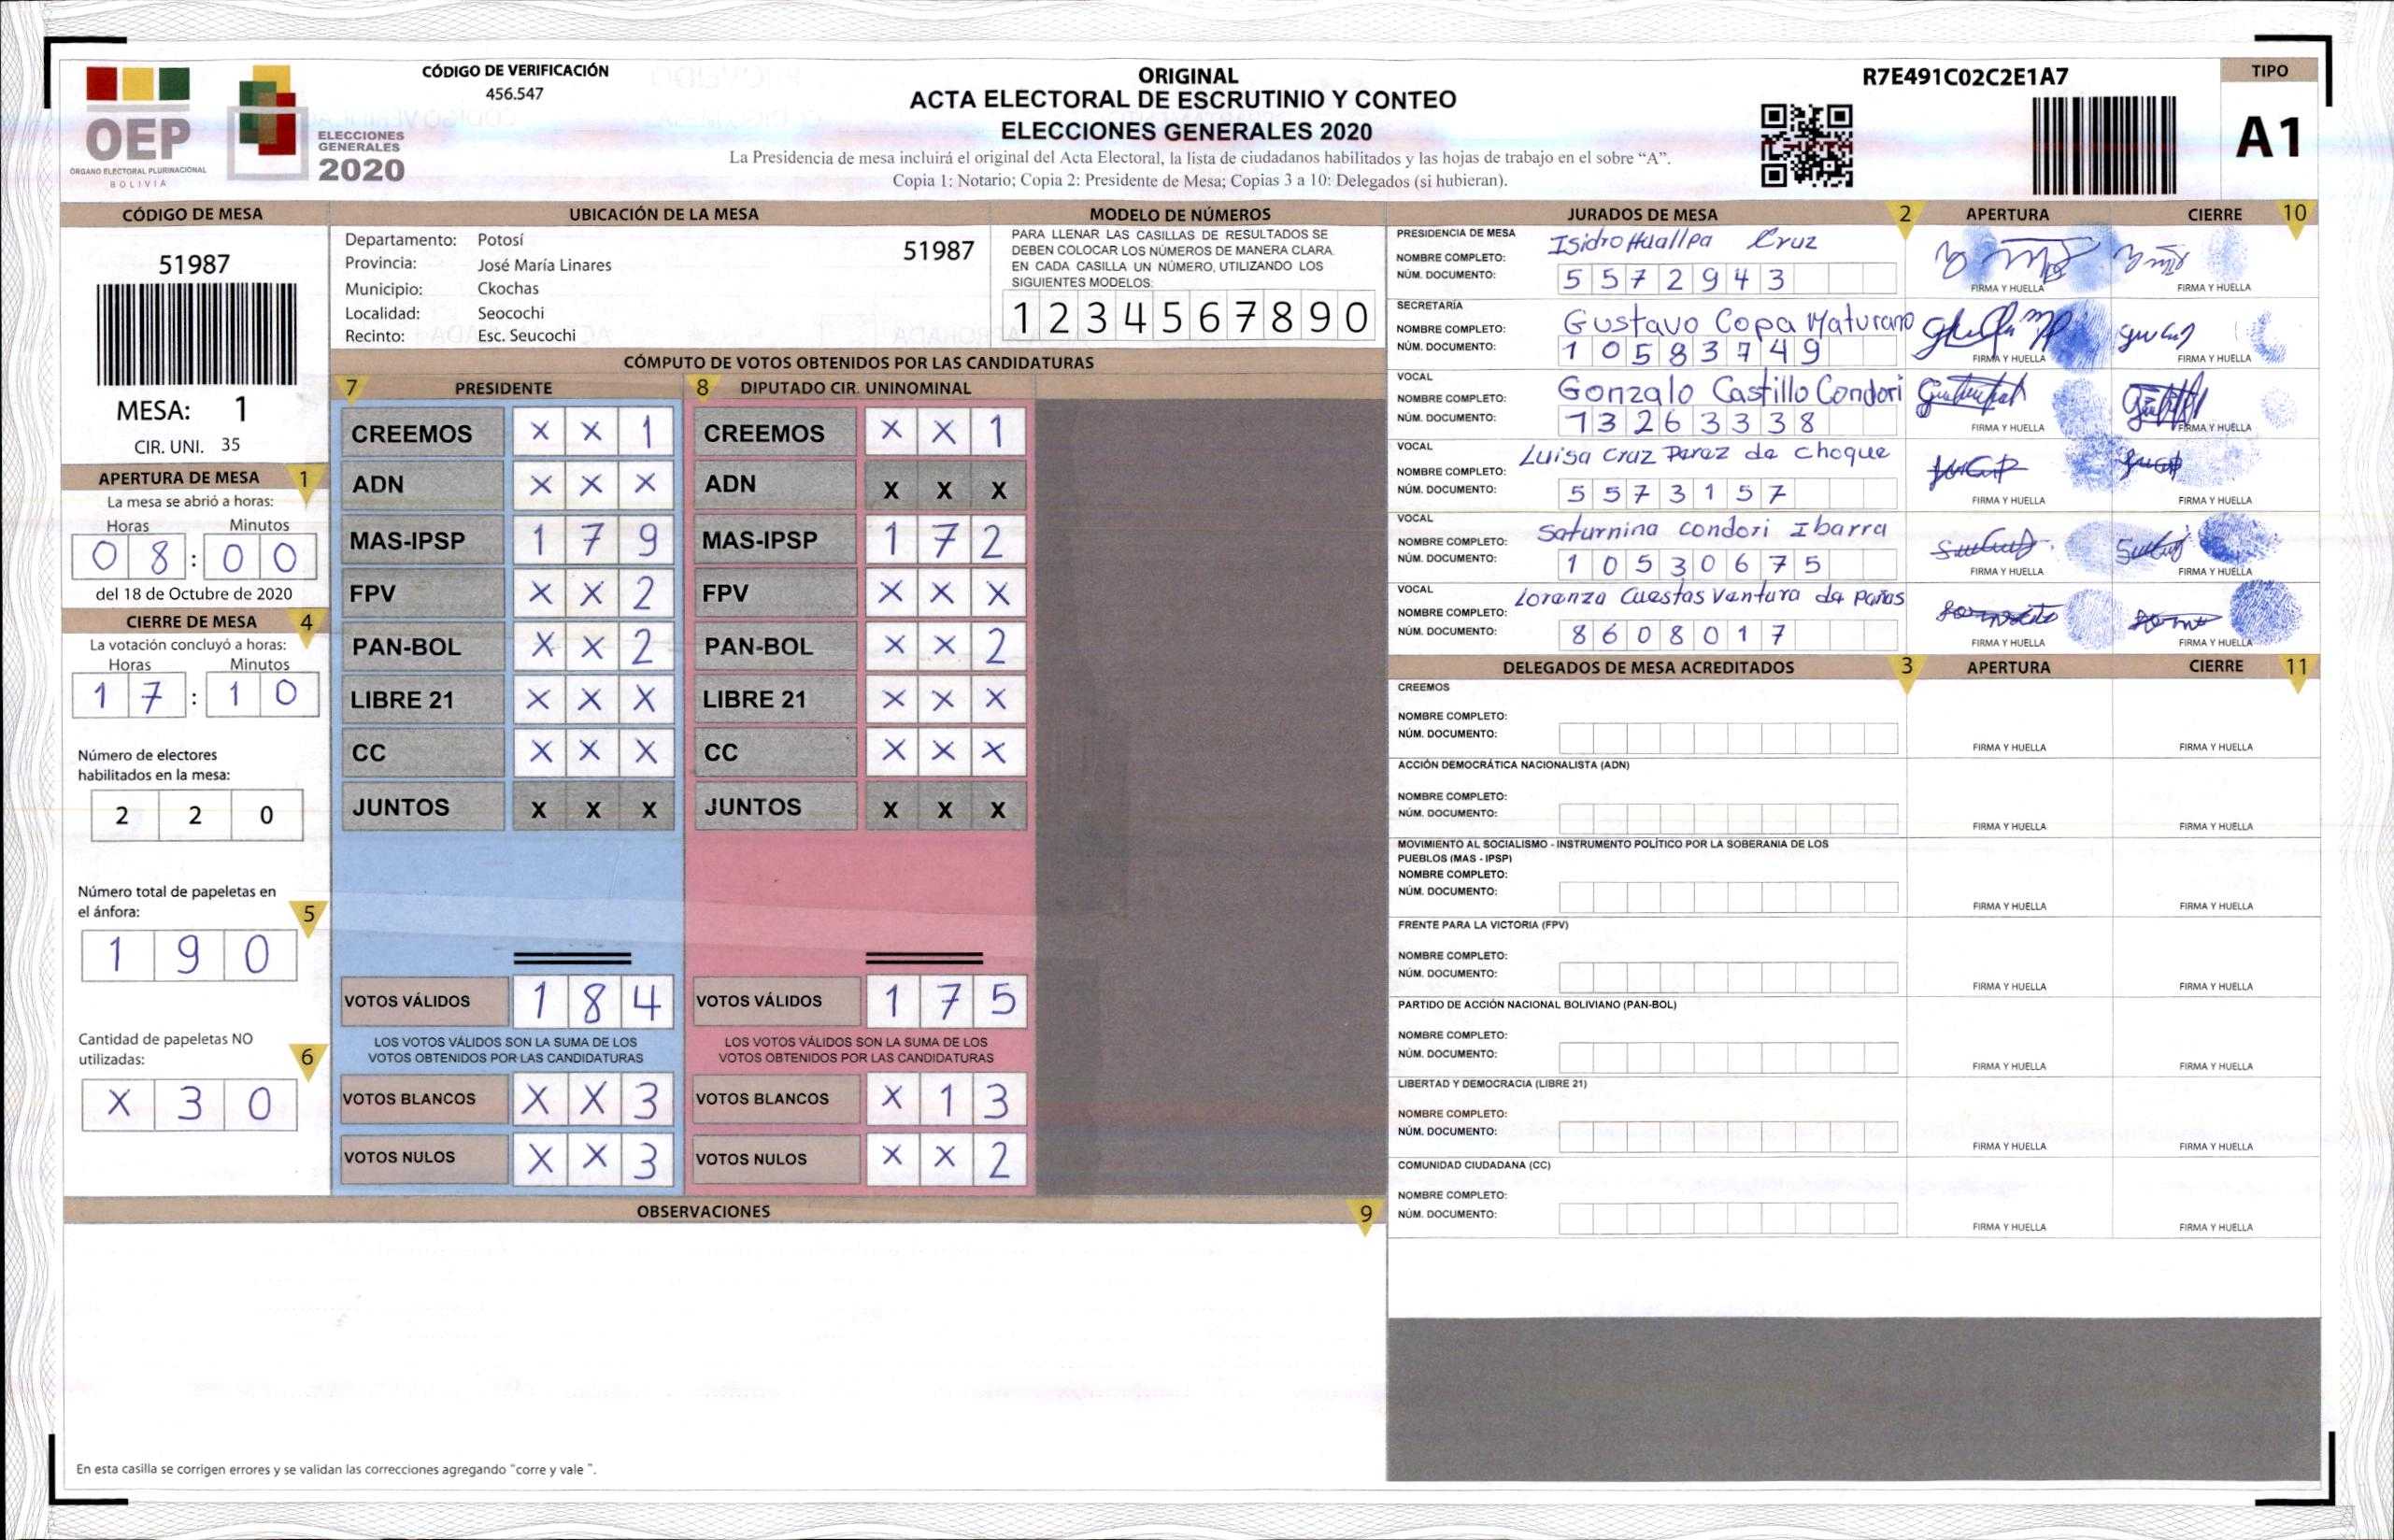 OEP
ÓRGANO ELECTORAL PLURINACIONAL
BOLIVIA
ELECCIONES
GENERALES
2020
CÓDIGO DE VERIFICACIÓN
456.547
ORIGINAL
ACTA ELECTORAL DE ESCRUTINIO Y CONTEO
ELECCIONES GENERALES 2020
La Presidencia de mesa incluirá el original del Acta Electoral, la lista de ciudadanos habilitados y las hojas de trabajo en el sobre “A”.
Copia 1: Notario; Copia 2: Presidente de Mesa; Copias 3 a 10: Delegados (si hubieran).
R7E491C02C2E1A7
TIPO
A1
CÓDIGO DE MESA
51987
MESA: 1
CIR. UNI. 35
APERTURA DE MESA 1
La mesa se abrió a horas:
Horas Minutos
0 8 : 0 0
del 18 de Octubre de 2020
CIERRE DE MESA 4
La votación concluyó a horas:
Horas Minutos
1 7 : 1 0
Número de electores
habilitados en la mesa:
2 2 0
Número total de papeletas en
el ánfora: 5
1 9 0
Cantidad de papeletas NO
utilizadas: 6
X 3 0
UBICACIÓN DE LA MESA
Departamento: Potosí
51987
Provincia: José María Linares
Municipio: Ckochas
Localidad: Seocochi
Recinto: Esc. Seucochi
MODELO DE NÚMEROS
PARA LLENAR LAS CASILLAS DE RESULTADOS SE
DEBEN COLOCAR LOS NÚMEROS DE MANERA CLARA.
EN CADA CASILLA UN NÚMERO, UTILIZANDO LOS
SIGUIENTES MODELOS:
1 2 3 4 5 6 7 8 9 0
CÓMPUTO DE VOTOS OBTENIDOS POR LAS CANDIDATURAS
7 PRESIDENTE
CREEMOS X X 1
ADN X X X
MAS-IPSP 1 7 9
FPV X X 2
PAN-BOL X X 2
LIBRE 21 X X X
CC X X X
JUNTOS X X X
VOTOS VÁLIDOS 1 8 4
LOS VOTOS VÁLIDOS SON LA SUMA DE LOS
VOTOS OBTENIDOS POR LAS CANDIDATURAS
VOTOS BLANCOS X X 3
VOTOS NULOS X X 3
8 DIPUTADO CIR. UNINOMINAL
CREEMOS X X 1
ADN X X X
MAS-IPSP 1 7 2
FPV X X X
PAN-BOL X X 2
LIBRE 21 X X X
CC X X X
JUNTOS X X X
VOTOS VÁLIDOS 1 7 5
LOS VOTOS VÁLIDOS SON LA SUMA DE LOS
VOTOS OBTENIDOS POR LAS CANDIDATURAS
VOTOS BLANCOS X 1 3
VOTOS NULOS X X 2
OBSERVACIONES 9
En esta casilla se corrigen errores y se validan las correcciones agregando “corre y vale ”.
JURADOS DE MESA 2 APERTURA CIERRE 10
PRESIDENCIA DE MESA
NOMBRE COMPLETO: Isidro Huallpa Cruz
NÚM. DOCUMENTO: 5 5 7 2 9 4 3
FIRMA Y HUELLA FIRMA Y HUELLA
SECRETARÍA
NOMBRE COMPLETO: Gustavo Copa Maturano
NÚM. DOCUMENTO: 1 0 5 8 3 7 4 9
FIRMA Y HUELLA FIRMA Y HUELLA
VOCAL
NOMBRE COMPLETO: Gonzalo Castillo Condori
NÚM. DOCUMENTO: 1 3 2 6 3 3 3 8
FIRMA Y HUELLA FIRMA Y HUELLA
VOCAL
NOMBRE COMPLETO: Luisa Cruz Perez de choque
NÚM. DOCUMENTO: 5 5 7 3 1 5 7
FIRMA Y HUELLA FIRMA Y HUELLA
VOCAL
NOMBRE COMPLETO: Saturnina condori Ibarra
NÚM. DOCUMENTO: 1 0 5 3 0 6 7 5
FIRMA Y HUELLA FIRMA Y HUELLA
VOCAL
NOMBRE COMPLETO: Lorenza Cuestas Ventura de
NÚM. DOCUMENTO: 8 6 0 8 0 1 7
FIRMA Y HUELLA FIRMA Y HUELLA
DELEGADOS DE MESA ACREDITADOS 3 APERTURA CIERRE 11
CREEMOS
NOMBRE COMPLETO:
NÚM. DOCUMENTO:
FIRMA Y HUELLA FIRMA Y HUELLA
ACCIÓN DEMOCRÁTICA NACIONALISTA (ADN)
NOMBRE COMPLETO:
NÚM. DOCUMENTO:
FIRMA Y HUELLA FIRMA Y HUELLA
MOVIMIENTO AL SOCIALISMO - INSTRUMENTO POLÍTICO POR LA SOBERANIA DE LOS
PUEBLOS (MAS - IPSP)
NOMBRE COMPLETO:
NÚM. DOCUMENTO:
FIRMA Y HUELLA FIRMA Y HUELLA
FRENTE PARA LA VICTORIA (FPV)
NOMBRE COMPLETO:
NÚM. DOCUMENTO:
FIRMA Y HUELLA FIRMA Y HUELLA
PARTIDO DE ACCIÓN NACIONAL BOLIVIANO (PAN-BOL)
NOMBRE COMPLETO:
NÚM. DOCUMENTO:
FIRMA Y HUELLA FIRMA Y HUELLA
LIBERTAD Y DEMOCRACIA (LIBRE 21)
NOMBRE COMPLETO:
NÚM. DOCUMENTO:
FIRMA Y HUELLA FIRMA Y HUELLA
COMUNIDAD CIUDADANA (CC)
NOMBRE COMPLETO:
NÚM. DOCUMENTO:
FIRMA Y HUELLA FIRMA Y HUELLA